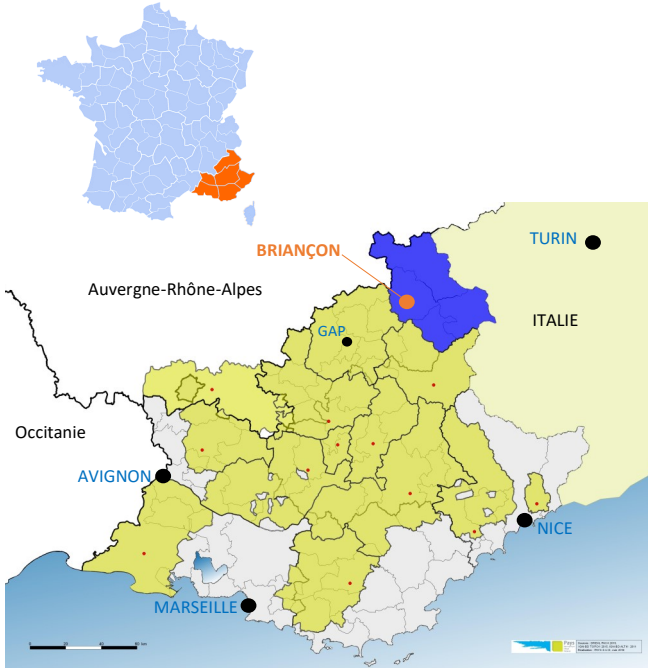 BRIANÇON
TURIN
Auvergne-Rhône-Alpes
ITALIE
GAP
Occitanie
AVIGNON
NICE
MARSEILLE